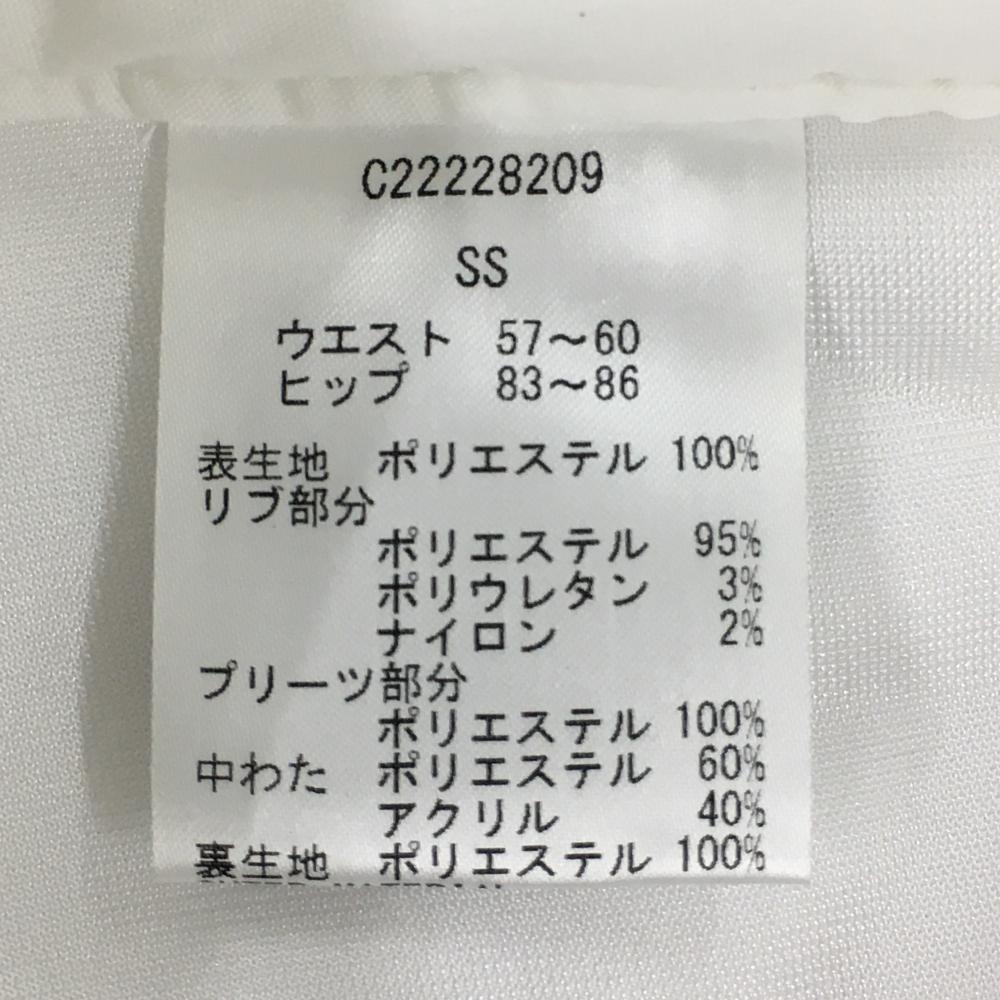 C22228209
SS
ウエスト 57～60
ヒップ 83～86
表生地 ポリエステル 100%
リブ部分
ポリエステル 95%
ポリウレタン 3%
ナイロン 2%
プリーツ部分
ポリエステル 100%
中わた ポリエステル 60%
アクリル 40%
裏生地 ポリエステル 100%